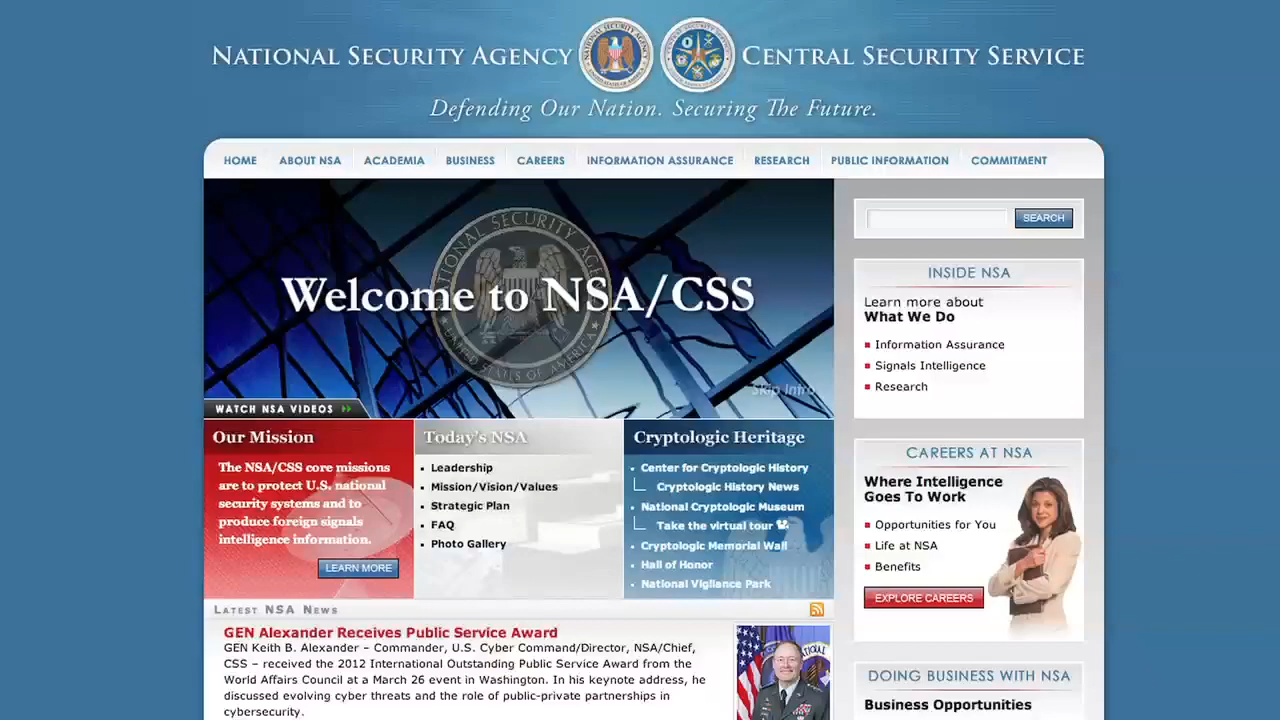 NATIONAL SECURITY AGENCY
CENTRAL SECURITY SERVICE
Defending Our Nation. Securing The Future.
HOME
ABOUT NSA
ACADEMIA
BUSINESS
CAREERS
INFORMATION ASSURANCE
RESEARCH
PUBLIC INFORMATION
COMMITMENT
NATIONAL SECURITY AGENCY
UNITED STATES OF AMERICA
Welcome to NSA/CSS
Skip Intro
WATCH NSA VIDEOS
Our Mission
The NSA/CSS core missions
are to protect U.S. national
security systems and to
produce foreign signals
intelligence information.
LEARN MORE
Today's NSA
Leadership
Mission/Vision/Values
Strategic Plan
FAQ
Photo Gallery
Cryptologic Heritage
Center for Cryptologic History
Cryptologic History News
National Cryptologic Museum
Take the virtual tour
Cryptologic Memorial Wall
Hall of Honor
National Vigilance Park
LATEST NSA NEWS
GEN Alexander Receives Public Service Award
GEN Keith B. Alexander – Commander, U.S. Cyber Command/Director, NSA/Chief,
CSS – received the 2012 International Outstanding Public Service Award from the
World Affairs Council at a March 26 event in Washington. In his keynote address, he
discussed evolving cyber threats and the role of public-private partnerships in
cybersecurity.
SEARCH
INSIDE NSA
Learn more about
What We Do
Information Assurance
Signals Intelligence
Research
CAREERS AT NSA
Where Intelligence
Goes To Work
Opportunities for You
Life at NSA
Benefits
EXPLORE CAREERS
DOING BUSINESS WITH NSA
Business Opportunities